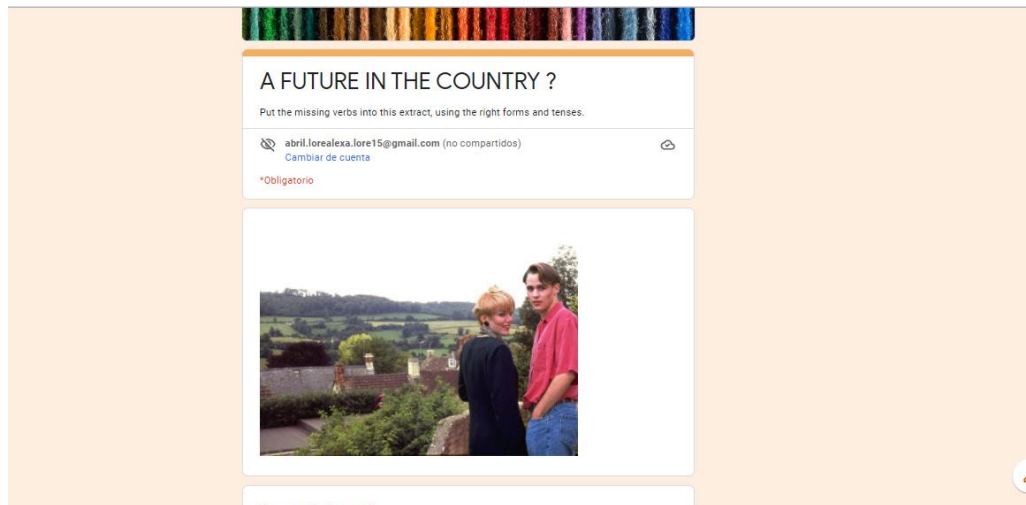 A FUTURE IN THE COUNTRY ?
Put the missing verbs into this extract, using the right forms and tenses.
abril.lorealexa.lore15@gmail.com (no compartidos)
Cambiar de cuenta
*Obligatorio